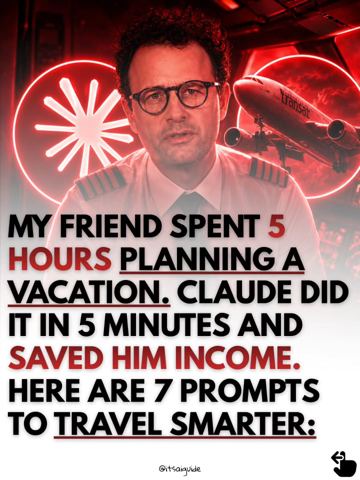 transat
MY FRIEND SPENT 5
HOURS PLANNING A
VACATION. CLAUDE DID
IT IN 5 MINUTES AND
SAVED HIM INCOME.
HERE ARE 7 PROMPTS
TO TRAVEL SMARTER:
@itsaiguide